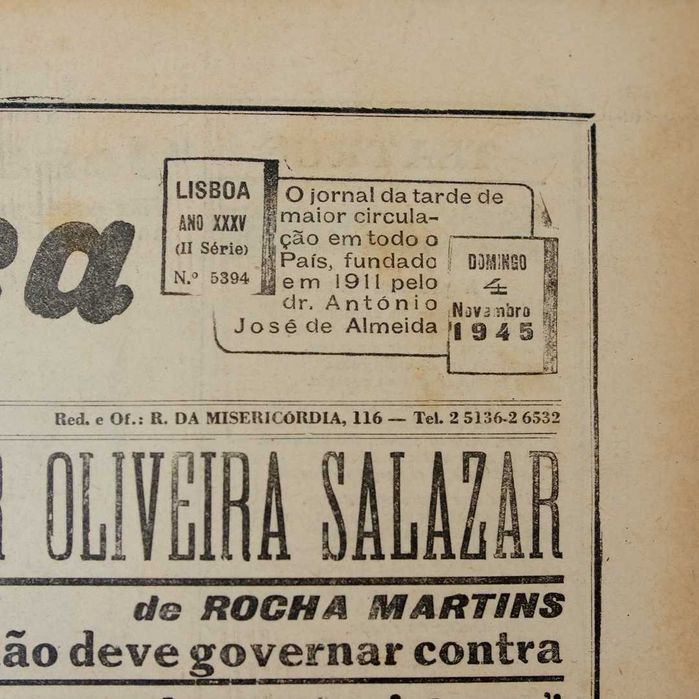 LISBOA
ANO XXXV
(II Série)
N.º 5394
O jornal da tarde de
maior circula-
ção em todo o
País, fundado
em 1911 pelo
dr. António
José de Almeida
DOMINGO
4
Novembro
1945
Red. e Of.: R. DA MISERICÓRDIA, 116 — Tel. 2 5136-2 6532
R OLIVEIRA SALAZAR
de ROCHA MARTINS
ão deve governar contra